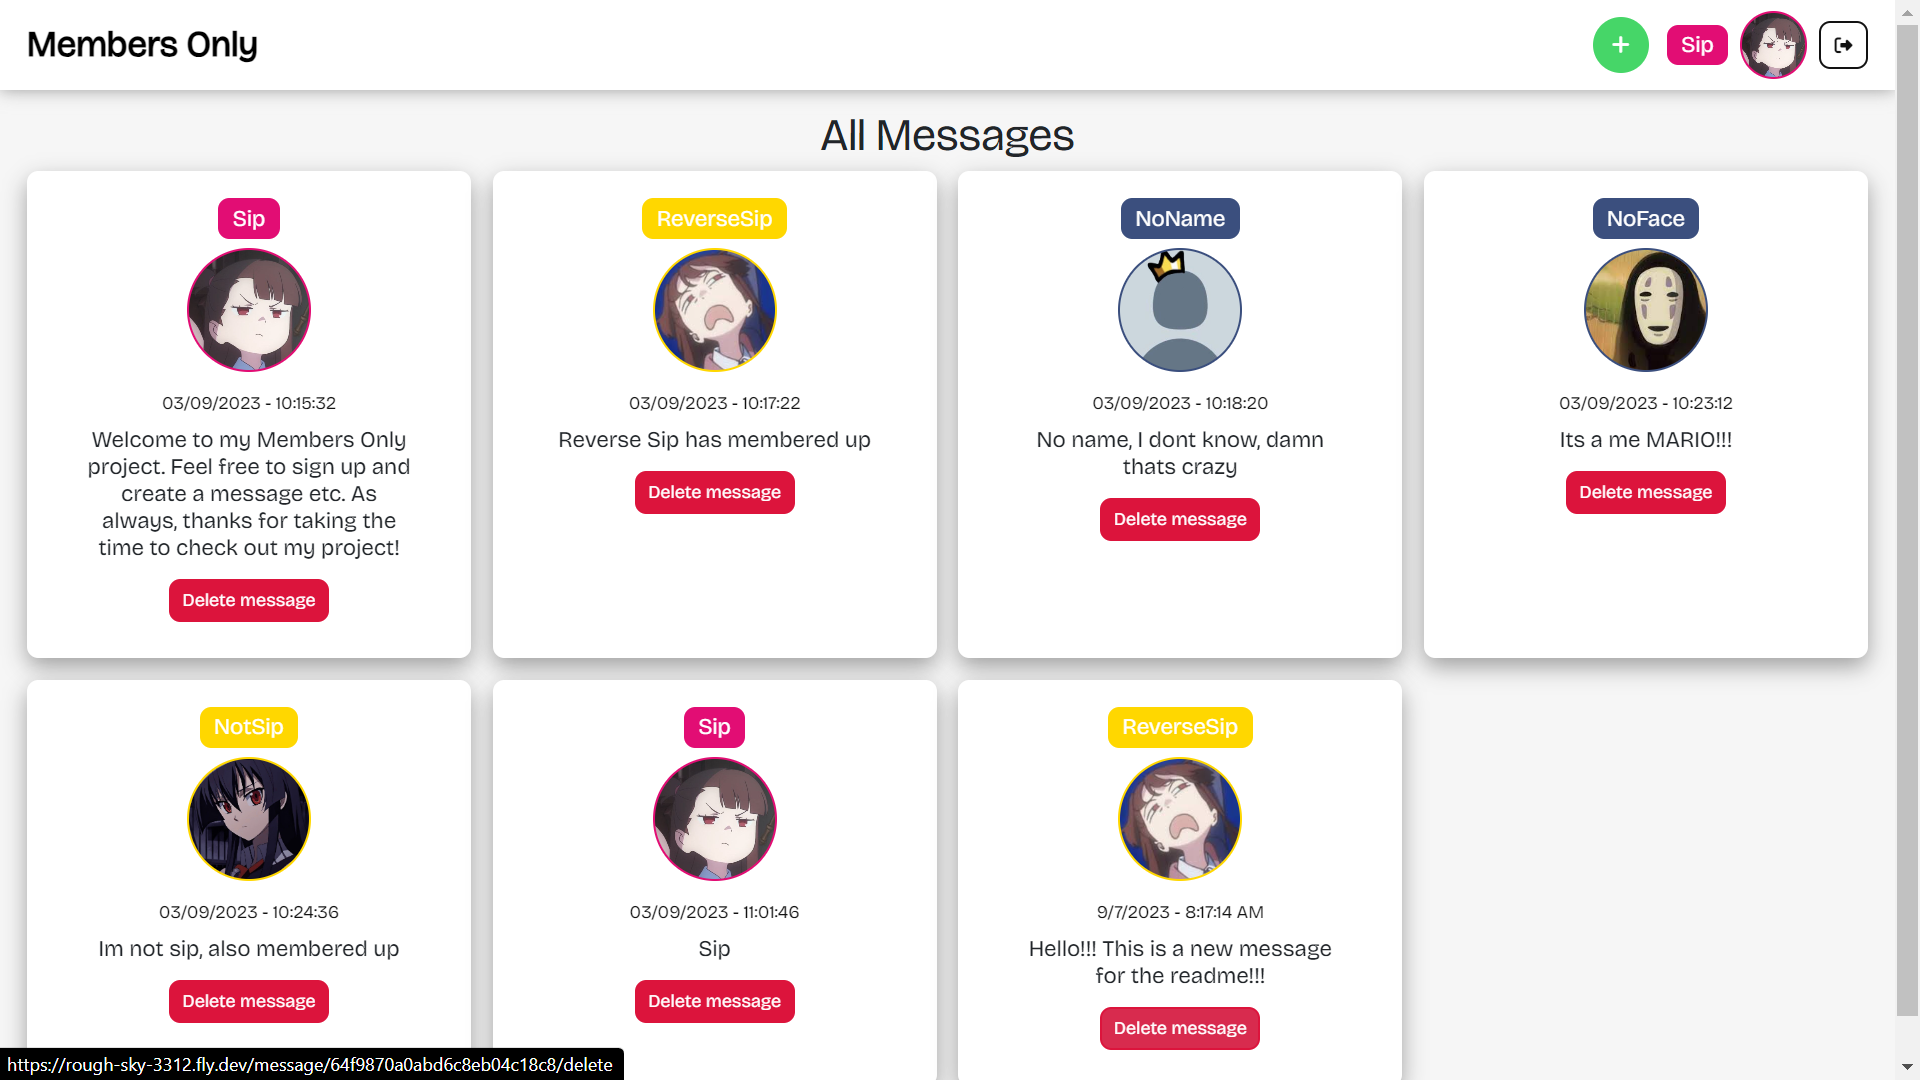 Members Only
+
Sip
All Messages
Sip
03/09/2023 - 10:15:32
Welcome to my Members Only
project. Feel free to sign up and
create a message etc. As
always, thanks for taking the
time to check out my project!
Delete message
ReverseSip
03/09/2023 - 10:17:22
Reverse Sip has membered up
Delete message
NoName
03/09/2023 - 10:18:20
No name, I dont know, damn
thats crazy
Delete message
NoFace
03/09/2023 - 10:23:12
Its a me MARIO!!!
Delete message
NotSip
03/09/2023 - 10:24:36
Im not sip, also membered up
Delete message
Sip
03/09/2023 - 11:01:46
Sip
Delete message
ReverseSip
9/7/2023 - 8:17:14 AM
Hello!!! This is a new message
for the readme!!!
Delete message
https://rough-sky-3312.fly.dev/message/64f9870a0abd6c8eb04c18c8/delete